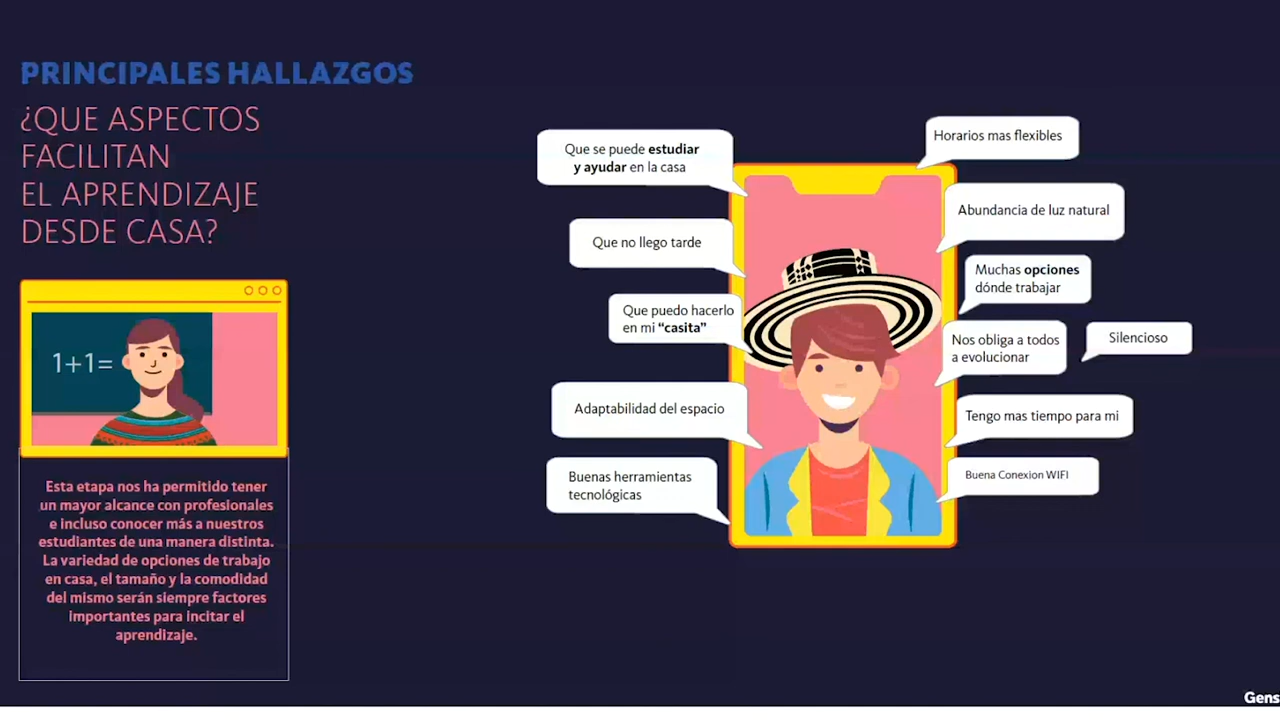 PRINCIPALES HALLAZGOS
¿QUE ASPECTOS
FACILITAN
EL APRENDIZAJE
DESDE CASA?
1+1=
Esta etapa nos ha permitido tener
un mayor alcance con profesionales
e incluso conocer más a nuestros
estudiantes de una manera distinta.
La variedad de opciones de trabajo
en casa, el tamaño y la comodidad
del mismo serán siempre factores
importantes para incitar el
aprendizaje.
Que se puede estudiar
y ayudar en la casa
Que no llego tarde
Que puedo hacerlo
en mi “casita”
Adaptabilidad del espacio
Buenas herramientas
tecnológicas
Horarios mas flexibles
Abundancia de luz natural
Muchas opciones
dónde trabajar
Nos obliga a todos
a evolucionar
Silencioso
Tengo mas tiempo para mi
Buena Conexion WIFI
Gens